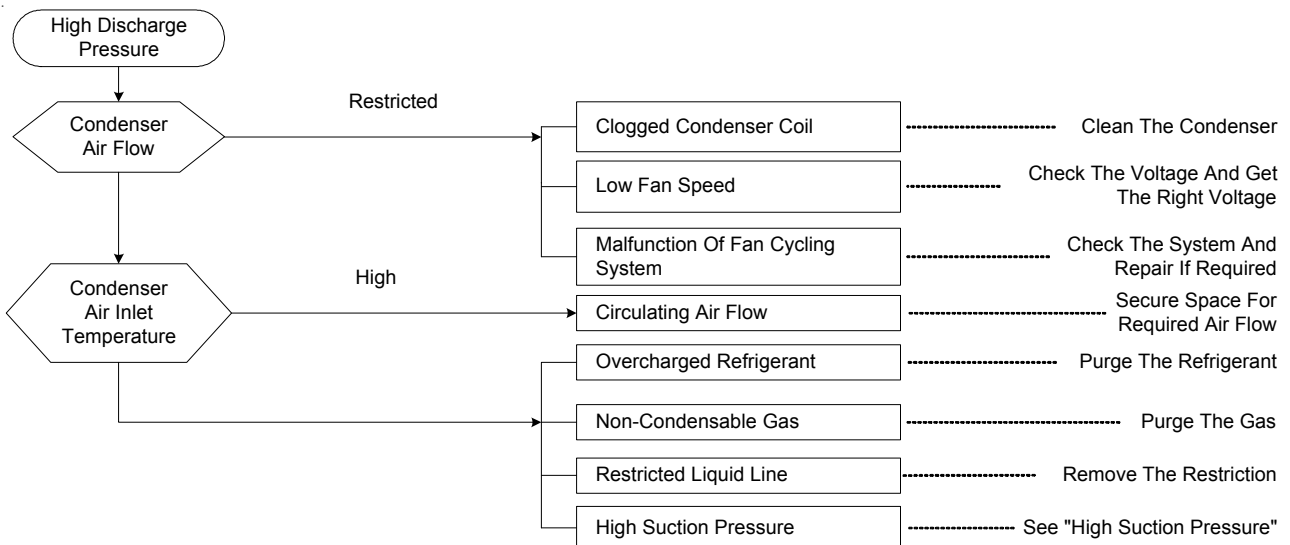 High Discharge
Pressure
Condenser
Air Flow
Restricted
Clogged Condenser Coil
Clean The Condenser
Low Fan Speed
Check The Voltage And Get
The Right Voltage
Malfunction Of Fan Cycling
System
Check The System And
Repair If Required
Condenser
Air Inlet
Temperature
High
Circulating Air Flow
Secure Space For
Required Air Flow
Overcharged Refrigerant
Purge The Refrigerant
Non-Condensable Gas
Purge The Gas
Restricted Liquid Line
Remove The Restriction
High Suction Pressure
See "High Suction Pressure"